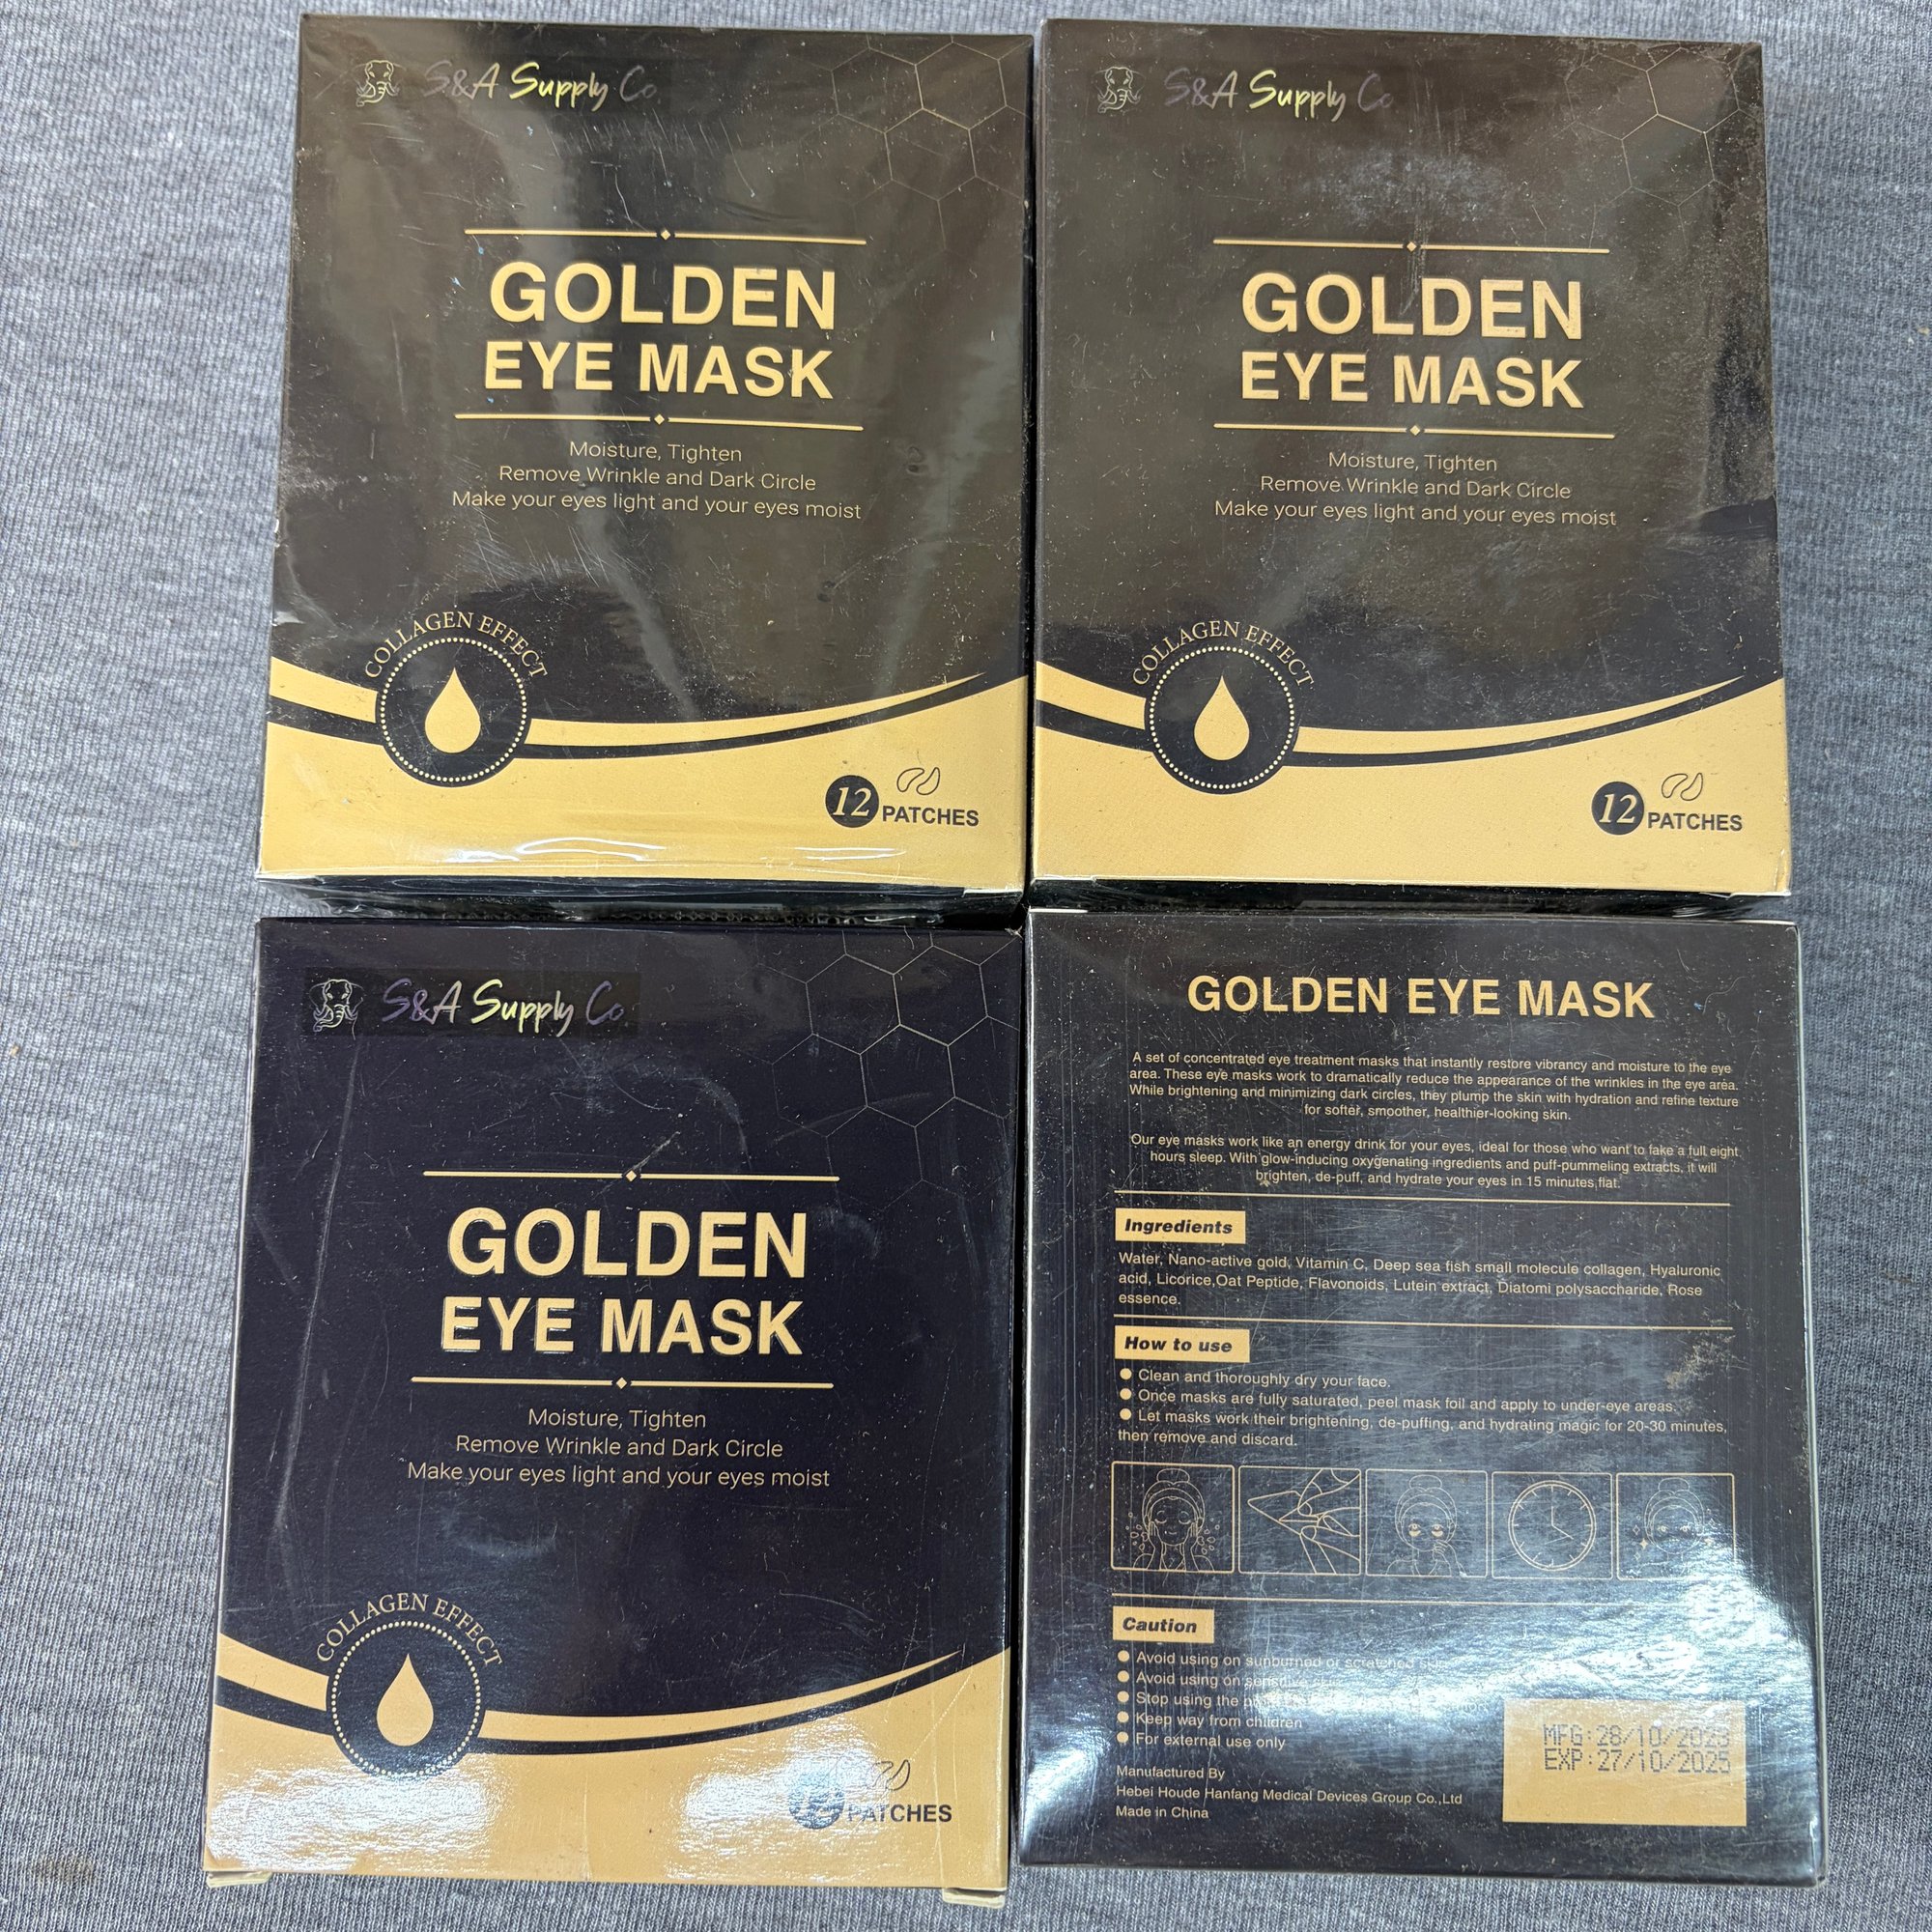 S&A Supply Co
GOLDEN
EYE MASK
Moisture, Tighten
Remove Wrinkle and Dark Circle
Make your eyes light and your eyes moist
COLLAGEN EFFECT
12 PATCHES
S&A Supply Co
GOLDEN
EYE MASK
Moisture, Tighten
Remove Wrinkle and Dark Circle
Make your eyes light and your eyes moist
COLLAGEN EFFECT
12 PATCHES
S&A Supply Co
GOLDEN
EYE MASK
Moisture, Tighten
Remove Wrinkle and Dark Circle
Make your eyes light and your eyes moist
COLLAGEN EFFECT
12 PATCHES
GOLDEN EYE MASK
A set of concentrated eye treatment masks that instantly restore vibrancy and moisture to the eye
area. These eye masks work to dramatically reduce the appearance of the wrinkles in the eye area.
While brightening and minimizing dark circles, they plump the skin with hydration and refine texture
for softer, smoother, healthier-looking skin.
Our eye masks work like an energy drink for your eyes, ideal for those who want to fake a full eight
hours sleep. With glow-inducing oxygenating ingredients and puff-pummeling extracts, it will
brighten, de-puff, and hydrate your eyes in 15 minutes flat.
Ingredients
Water, Nano-active gold, Vitamin C, Deep sea fish small molecule collagen, Hyaluronic
acid, Licorice,Oat Peptide, Flavonoids, Lutein extract, Diatomi polysaccharide, Rose
essence.
How to use
● Clean and thoroughly dry your face.
● Once masks are fully saturated, peel mask foil and apply to under-eye areas.
● Let masks work their brightening, de-puffing, and hydrating magic for 20-30 minutes,
then remove and discard.
Caution
● Avoid using on sunburned or scratched skin
● Avoid using on sensitive skin
● Stop using the
● Keep way from children
● For external use only
Manufactured By
Hebei Houde Hanfang Medical Devices Group Co.,Ltd
Made in China
MFG:28/10/2023
EXP:27/10/2025